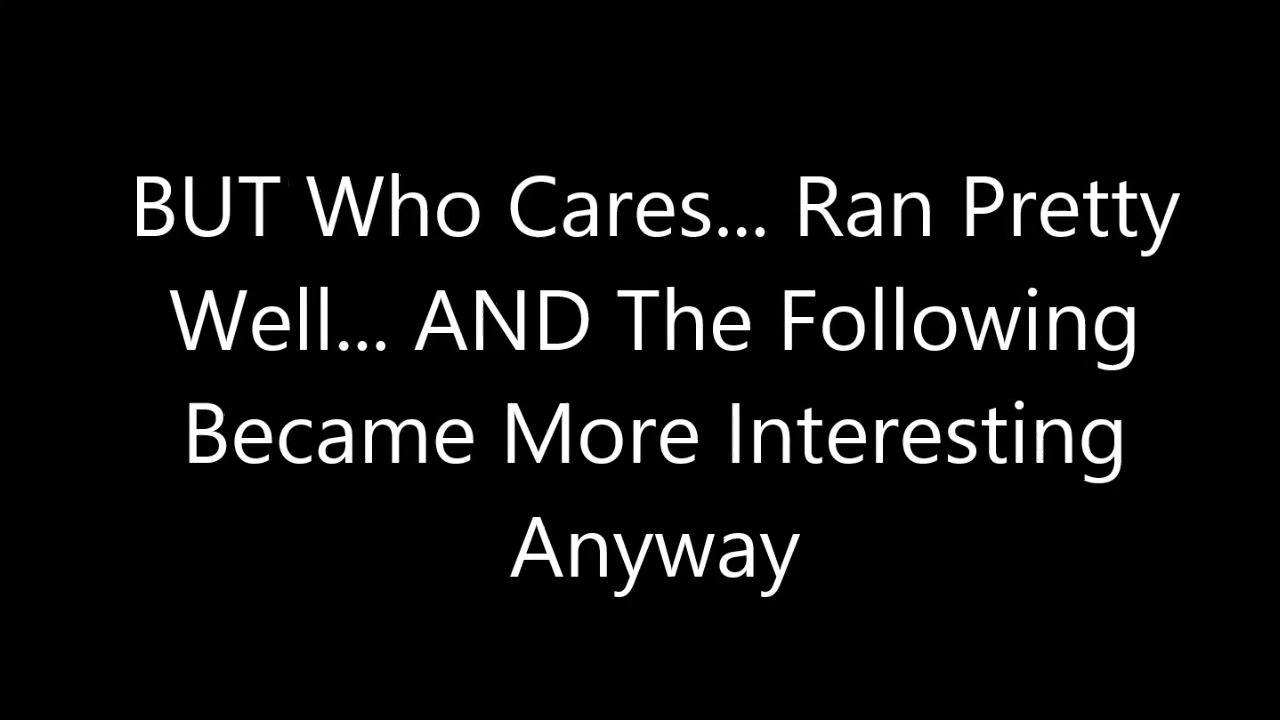 BUT Who Cares... Ran Pretty
Well... AND The Following
Became More Interesting
Anyway